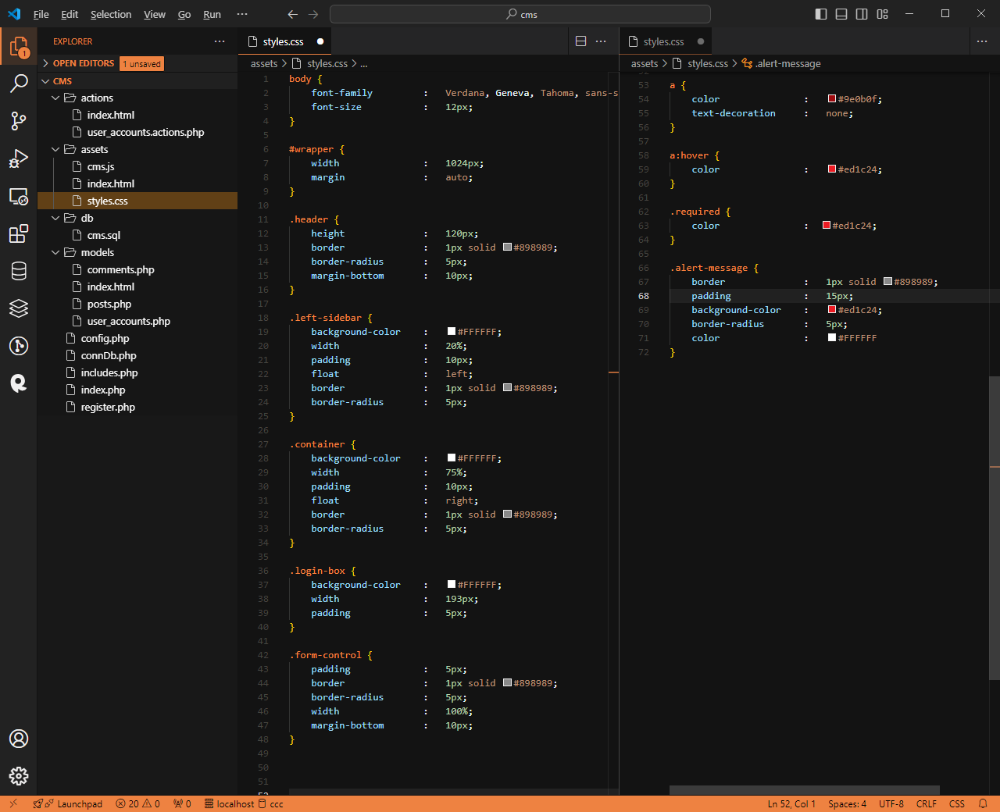 File Edit Selection View Go Run ··· cms
EXPLORER ···
1
OPEN EDITORS 1 unsaved
CMS
actions
index.html
user_accounts.actions.php
assets
cms.js
index.html
styles.css
db
cms.sql
models
comments.php
index.html
posts.php
user_accounts.php
config.php
connDb.php
includes.php
index.php
register.php
styles.css
assets > styles.css > ...
1 body {
2 font-family : Verdana, Geneva, Tahoma, sans-s
3 font-size : 12px;
4 }
5
6 #wrapper {
7 width : 1024px;
8 margin : auto;
9 }
10
11 .header {
12 height : 120px;
13 border : 1px solid #898989;
14 border-radius : 5px;
15 margin-bottom : 10px;
16 }
17
18 .left-sidebar {
19 background-color : #FFFFFF;
20 width : 20%;
21 padding : 10px;
22 float : left;
23 border : 1px solid #898989;
24 border-radius : 5px;
25 }
26
27 .container {
28 background-color : #FFFFFF;
29 width : 75%;
30 padding : 10px;
31 float : right;
32 border : 1px solid #898989;
33 border-radius : 5px;
34 }
35
36 .login-box {
37 background-color : #FFFFFF;
38 width : 193px;
39 padding : 5px;
40 }
41
42 .form-control {
43 padding : 5px;
44 border : 1px solid #898989;
45 border-radius : 5px;
46 width : 100%;
47 margin-bottom : 10px;
48 }
49
50
51
52
styles.css
assets > styles.css > .alert-message
52
53 a {
54 color : #9e0b0f;
55 text-decoration : none;
56 }
57
58 a:hover {
59 color : #ed1c24;
60 }
61
62 .required {
63 color : #ed1c24;
64 }
65
66 .alert-message {
67 border : 1px solid #898989;
68 padding : 15px;
69 background-color : #ed1c24;
70 border-radius : 5px;
71 color : #FFFFFF
72 }
Launchpad 20 0 0 localhost ccc Ln 52, Col 1 Spaces: 4 UTF-8 CRLF CSS